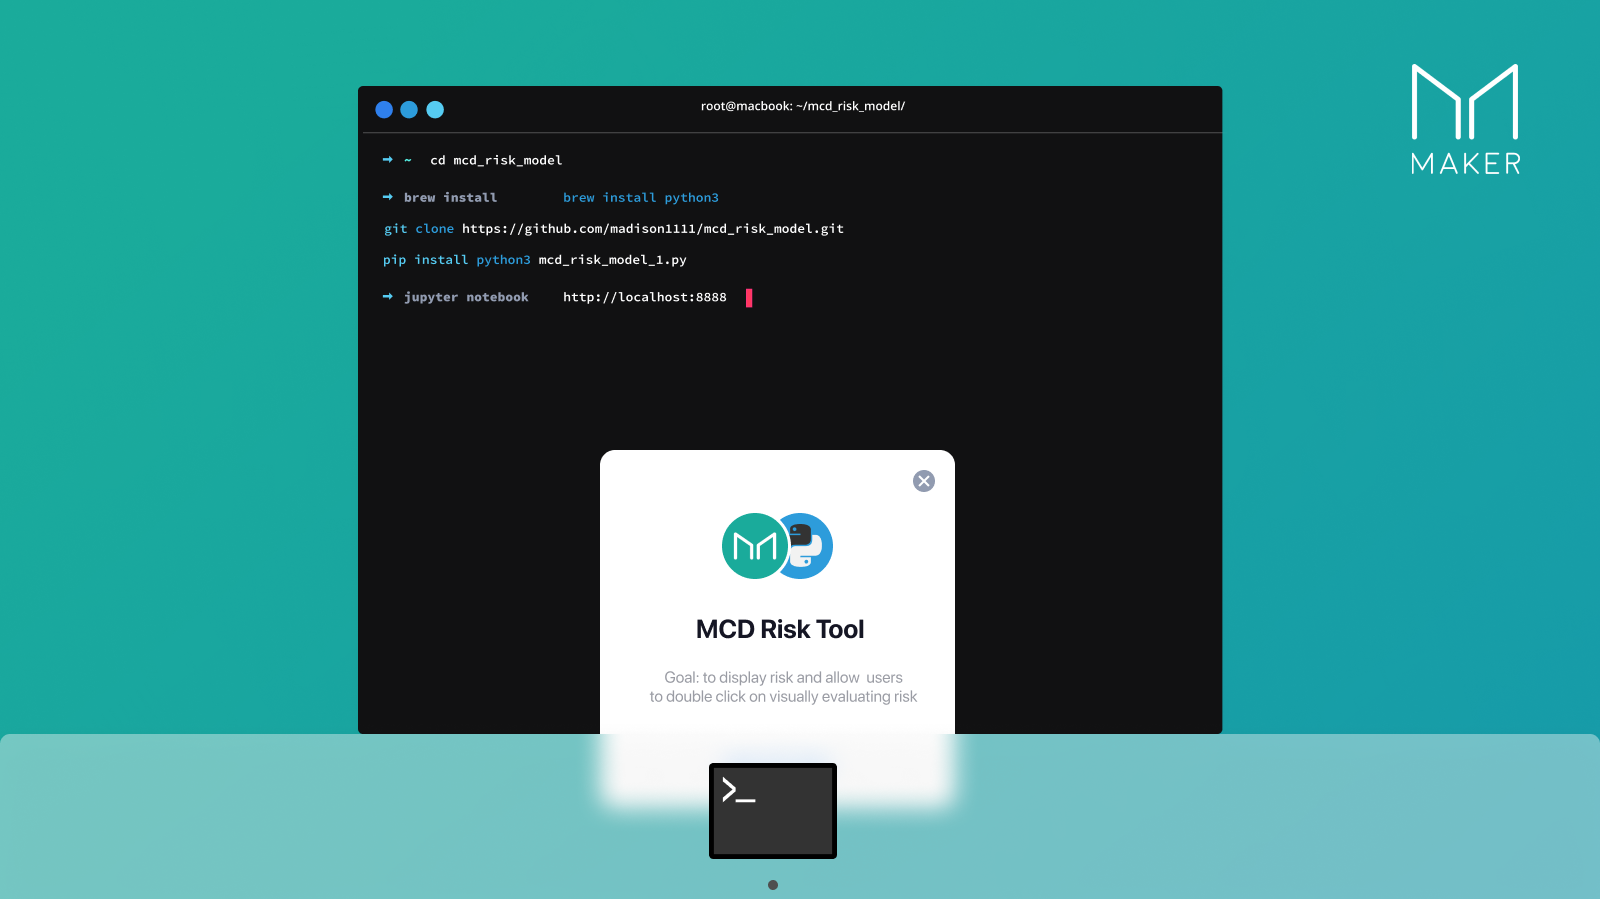 root@macbook: ~/mcd_risk_model/
MAKER
➞ ~ cd mcd_risk_model
➞ brew install brew install python3
git clone https://github.com/madison1111/mcd_risk_model.git
pip install python3 mcd_risk_model_1.py
➞ jupyter notebook http://localhost:8888
MCD Risk Tool
Goal: to display risk and allow users
to double click on visually evaluating risk
>_